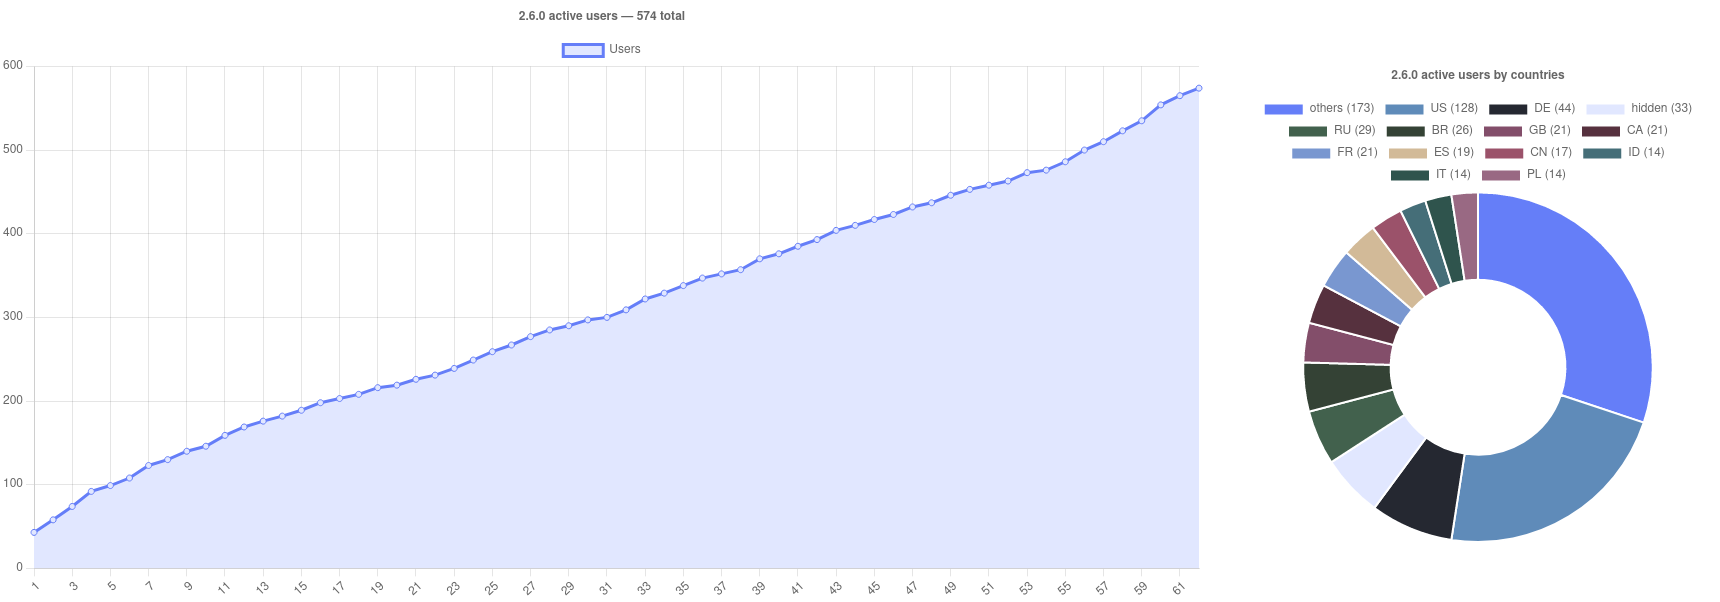 2.6.0 active users — 574 total
Users
600
500
400
300
200
100
0
1 3 5 7 9 11 13 15 17 19 21 23 25 27 29 31 33 35 37 39 41 43 45 47 49 51 53 55 57 59 61
2.6.0 active users by countries
others (173) US (128) DE (44) hidden (33)
RU (29) BR (26) GB (21) CA (21)
FR (21) ES (19) CN (17) ID (14)
IT (14) PL (14)